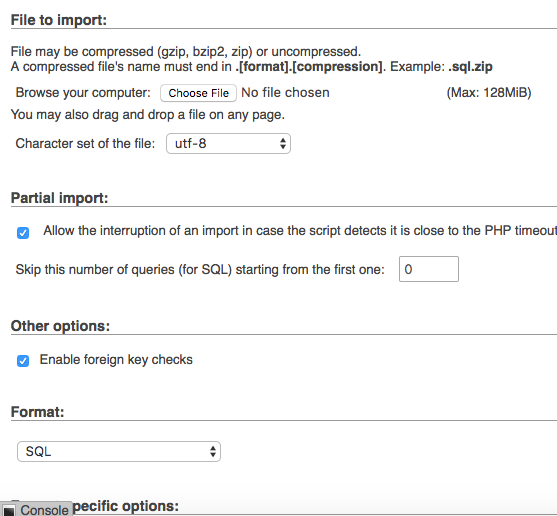 File to import:
File may be compressed (gzip, bzip2, zip) or uncompressed.
A compressed file's name must end in .[format].[compression]. Example: .sql.zip
Browse your computer: Choose File No file chosen (Max: 128MiB)
You may also drag and drop a file on any page.
Character set of the file: utf-8
Partial import:
Allow the interruption of an import in case the script detects it is close to the PHP timeout
Skip this number of queries (for SQL) starting from the first one: 0
Other options:
Enable foreign key checks
Format:
SQL
Console pecific options: